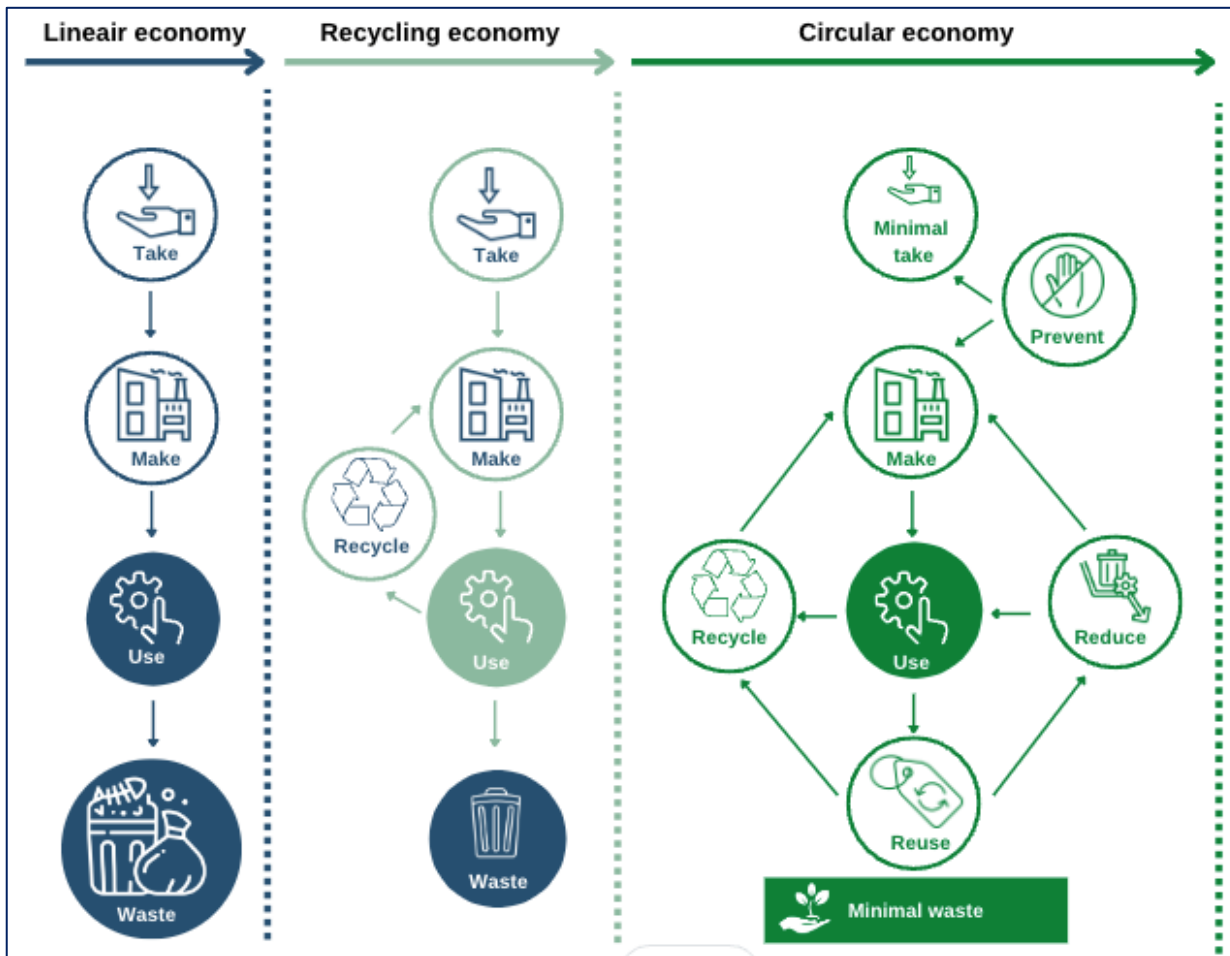 Lineair economy
Recycling economy
Circular economy
Take
Make
Use
Waste
Take
Make
Recycle
Use
Waste
Minimal
take
Prevent
Make
Recycle
Use
Reduce
Reuse
Minimal waste